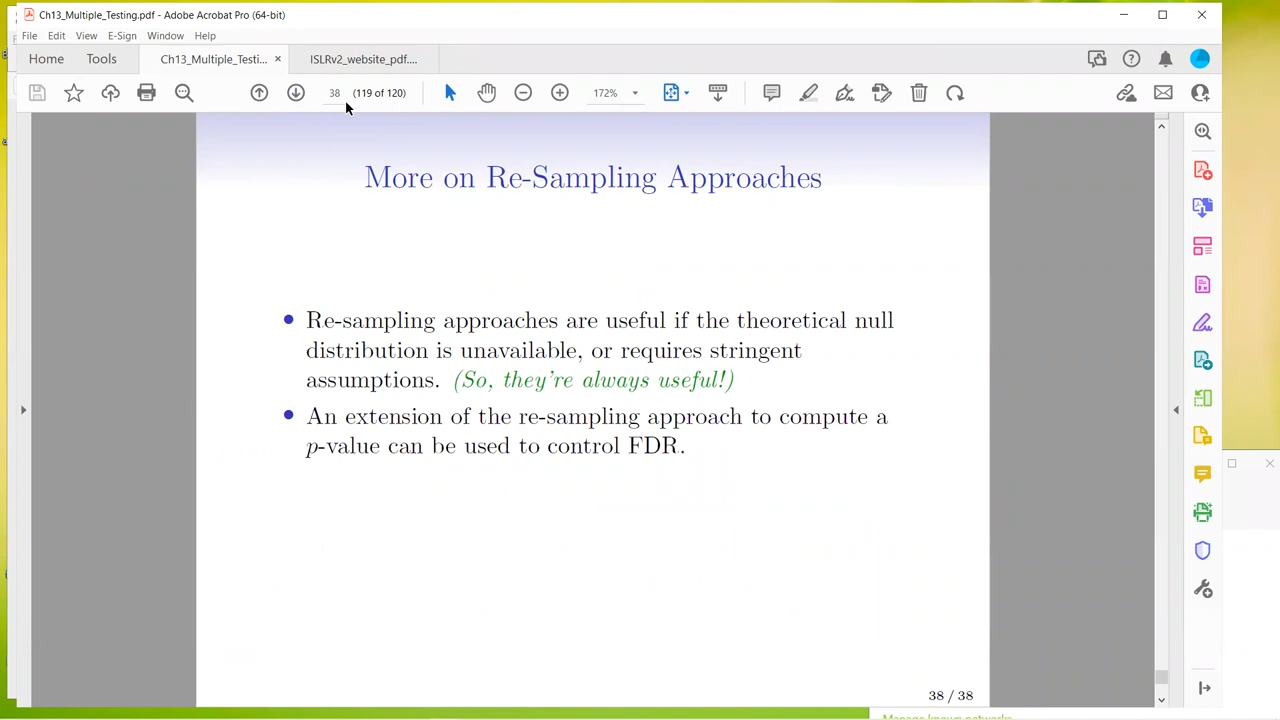 Ch13_Multiple_Testing.pdf - Adobe Acrobat Pro (64-bit)
File Edit View E-Sign Window Help
Home Tools Ch13_Multiple_Testi... × ISLRv2_website_pdf....
38 (119 of 120) 172%
More on Re-Sampling Approaches
• Re-sampling approaches are useful if the theoretical null
distribution is unavailable, or requires stringent
assumptions. (So, they're always useful!)
• An extension of the re-sampling approach to compute a
p-value can be used to control FDR.
38 / 38